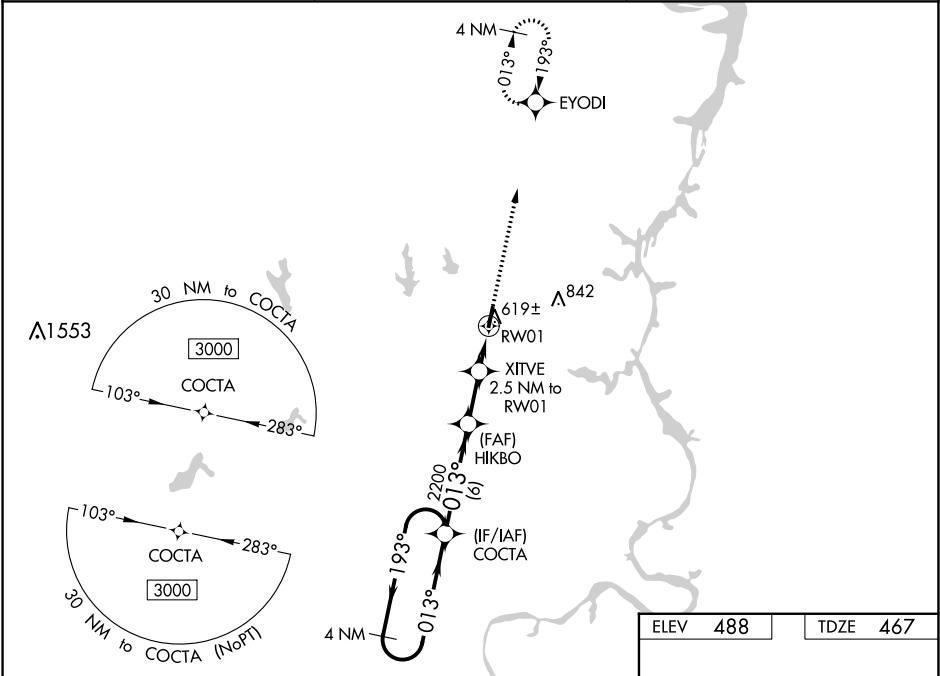 4 NM
013°
193°
EYODI
30 NM to COCTA
1553
3000
COCTA
103°
283°
842
619±
RW01
XITVE
2.5 NM to
RW01
(FAF)
HIKBO
2200
013°
(6)
103°
283°
COCTA
3000
30 NM to COCTA (NoPT)
(IF/IAF)
COCTA
193°
013°
4 NM
ELEV 488
TDZE 467